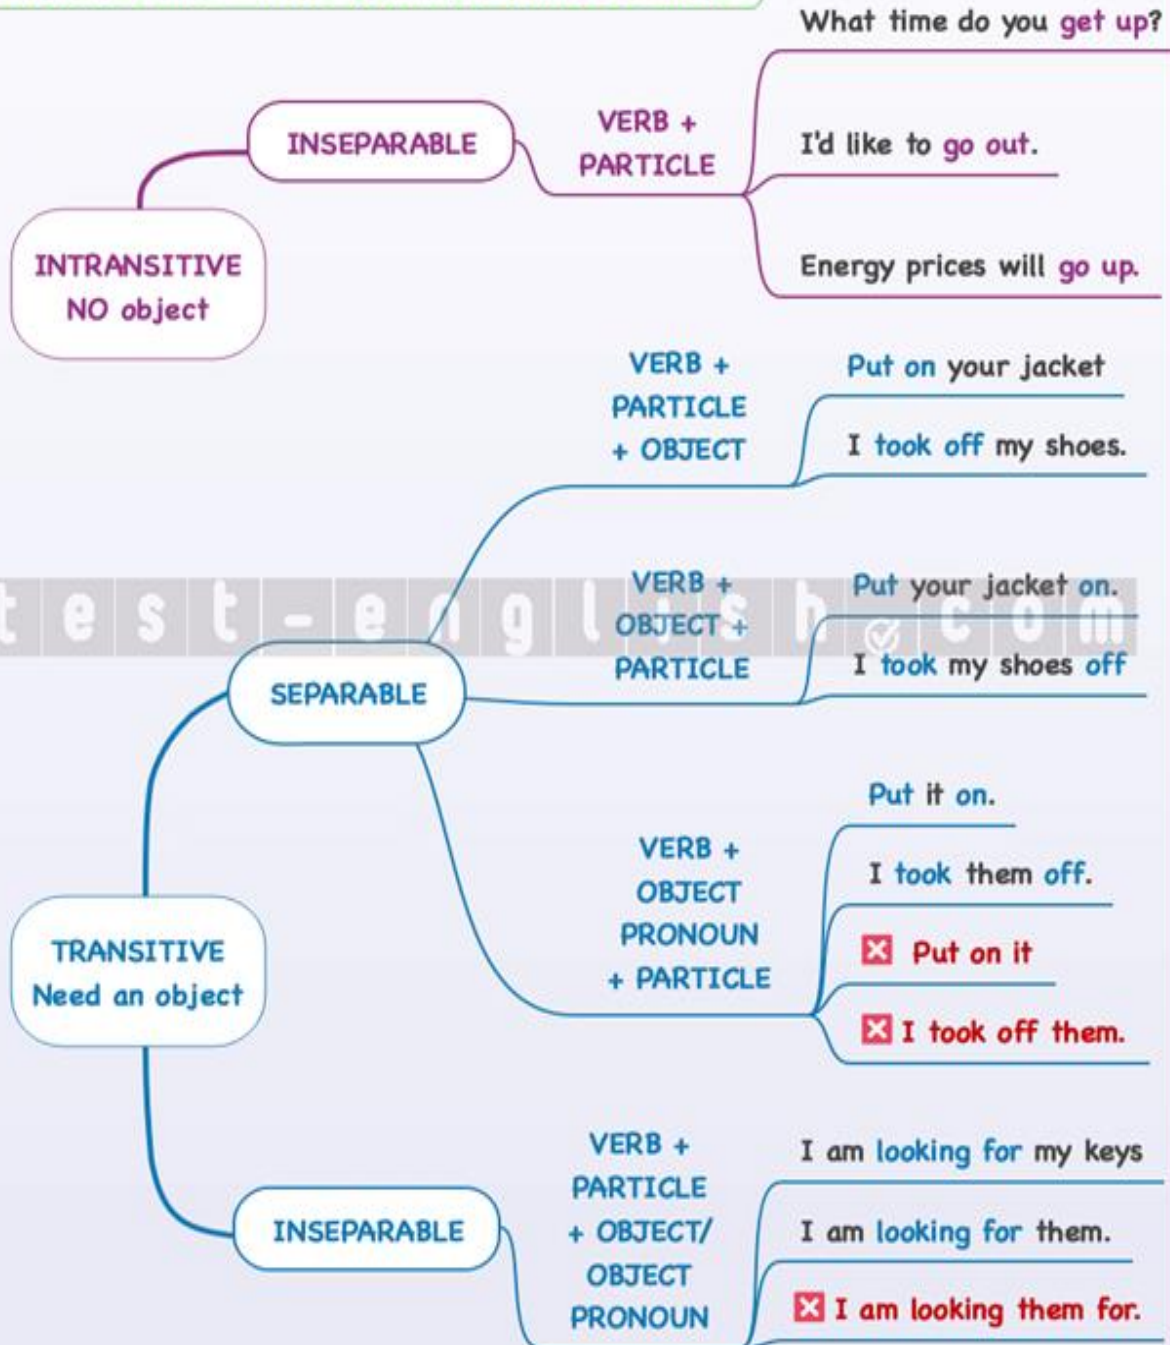 What time do you get up?
INSEPARABLE
VERB +
PARTICLE
I'd like to go out.
INTRANSITIVE
NO object
Energy prices will go up.
VERB +
PARTICLE
+ OBJECT
Put on your jacket
I took off my shoes.
test-english.com
SEPARABLE
VERB +
OBJECT +
PARTICLE
Put your jacket on.
I took my shoes off
VERB +
OBJECT
PRONOUN
+ PARTICLE
Put it on.
I took them off.
Put on it
I took off them.
TRANSITIVE
Need an object
INSEPARABLE
VERB +
PARTICLE
+ OBJECT/
OBJECT
PRONOUN
I am looking for my keys
I am looking for them.
I am looking them for.